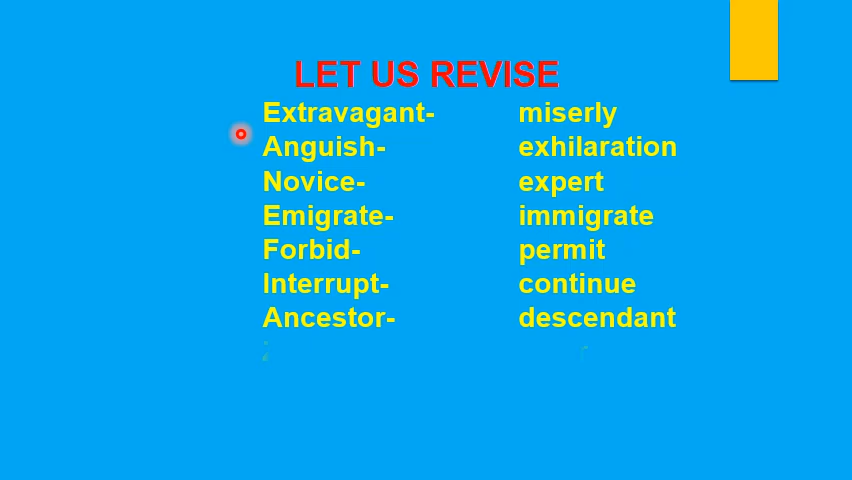 LET US REVISE
Extravagant- miserly
Anguish- exhilaration
Novice- expert
Emigrate- immigrate
Forbid- permit
Interrupt- continue
Ancestor- descendant